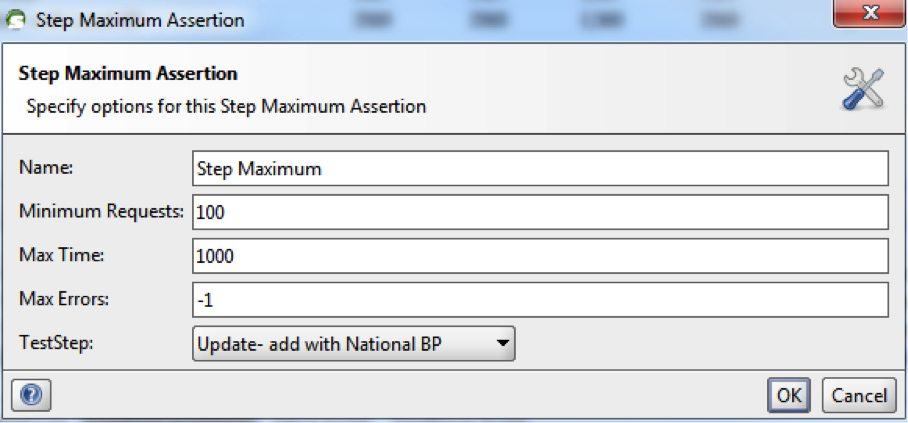 Step Maximum Assertion
Step Maximum Assertion
Specify options for this Step Maximum Assertion
Name: Step Maximum
Minimum Requests: 100
Max Time: 1000
Max Errors: -1
TestStep: Update- add with National BP
OK Cancel